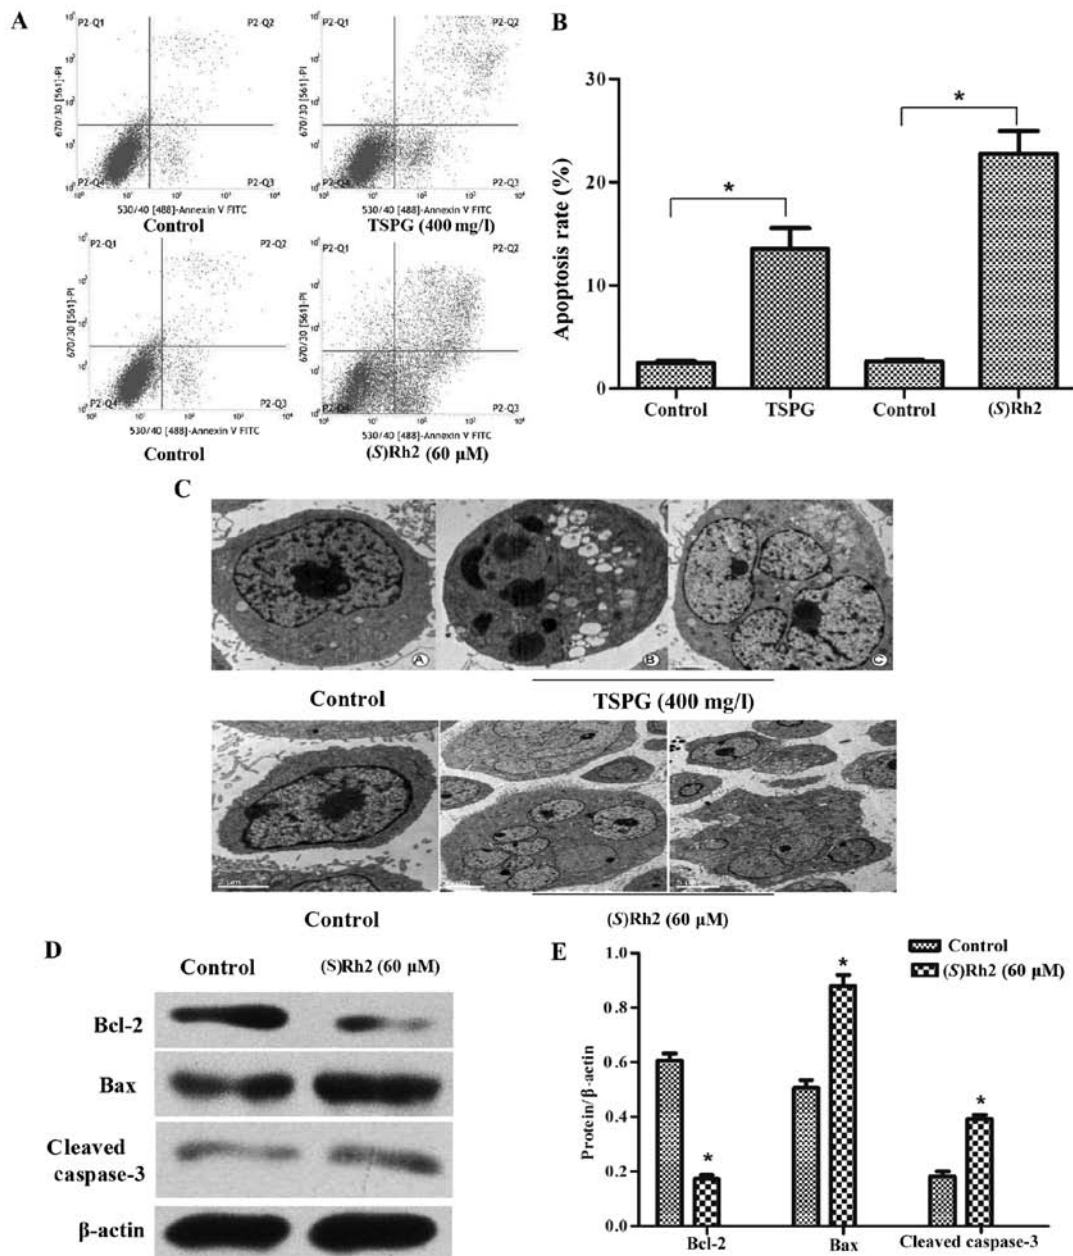 A
P2-Q1
P2-Q2
P2-Q4
P2-Q3
670/30 [561]-PI
530/40 [488]-Annexin V FITC
Control
P2-Q1
P2-Q2
P2-Q4
P2-Q3
670/30 [561]-PI
530/40 [488]-Annexin V FITC
TSPG (400 mg/l)
P2-Q1
P2-Q2
P2-Q4
P2-Q3
670/30 [561]-PI
530/40 [488]-Annexin V FITC
Control
P2-Q1
P2-Q2
P2-Q4
P2-Q3
670/30 [561]-PI
530/40 [488]-Annexin V FITC
(S)Rh2 (60 μM)
B
Apoptosis rate (%)
30
20
10
0
*
*
Control
TSPG
Control
(S)Rh2
C
A
B
C
Control
TSPG (400 mg/l)
Control
(S)Rh2 (60 μM)
D
Control
(S)Rh2 (60 μM)
Bcl-2
Bax
Cleaved
caspase-3
β-actin
E
Control
(S)Rh2 (60 μM)
Protein/β-actin
1.0
0.8
0.6
0.4
0.2
0.0
*
*
*
Bcl-2
Bax
Cleaved caspase-3